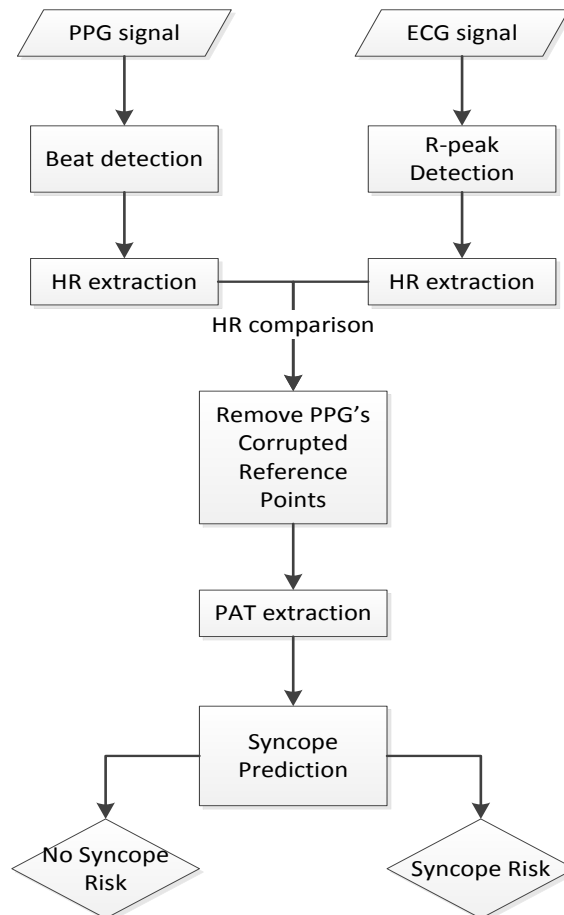 PPG signal
ECG signal
Beat detection
R-peak
Detection
HR extraction
HR extraction
HR comparison
Remove PPG's
Corrupted
Reference
Points
PAT extraction
Syncope
Prediction
No Syncope
Risk
Syncope Risk